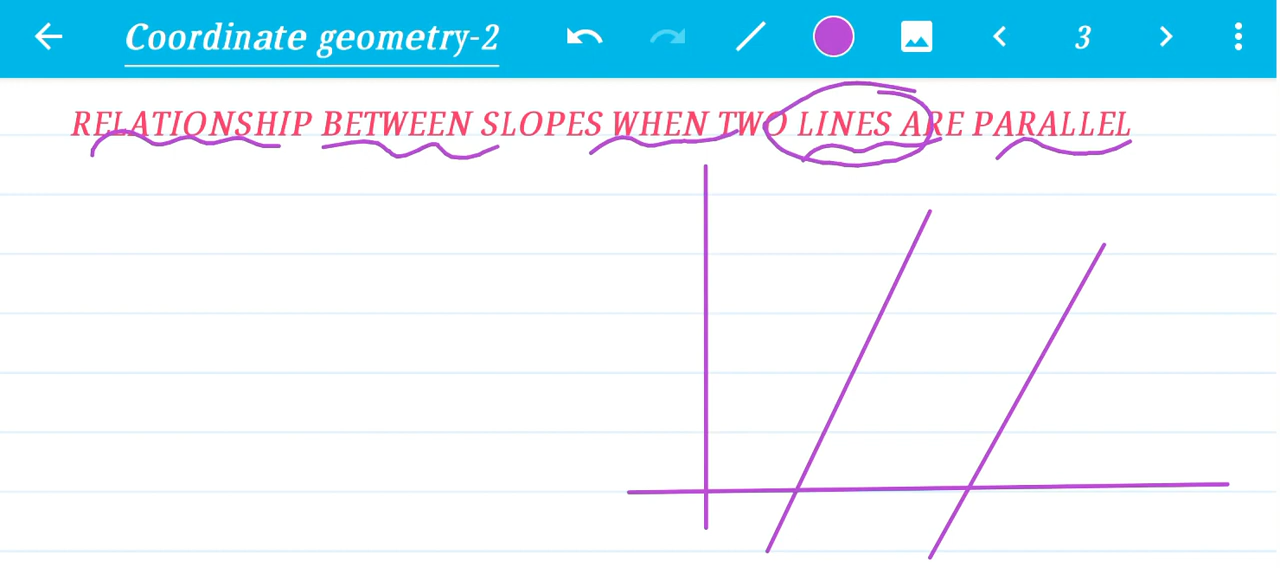 Coordinate geometry-2
3
RELATIONSHIP BETWEEN SLOPES WHEN TWO LINES ARE PARALLEL